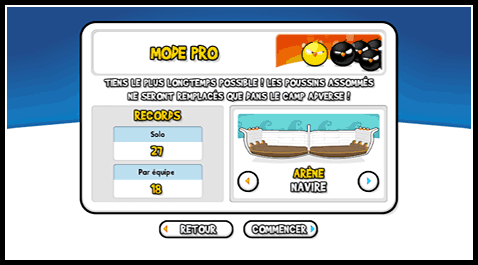 MODE PRO
TIENS LE PLUS LONGTEMPS POSSIBLE ! LES POUSSINS ASSOMMÉS
NE SERONT REMPLACÉS QUE DANS LE CAMP ADVERSE !
RECORDS
Solo
27
Par équipe
18
ARÈNE
NAVIRE
RETOUR
COMMENCER